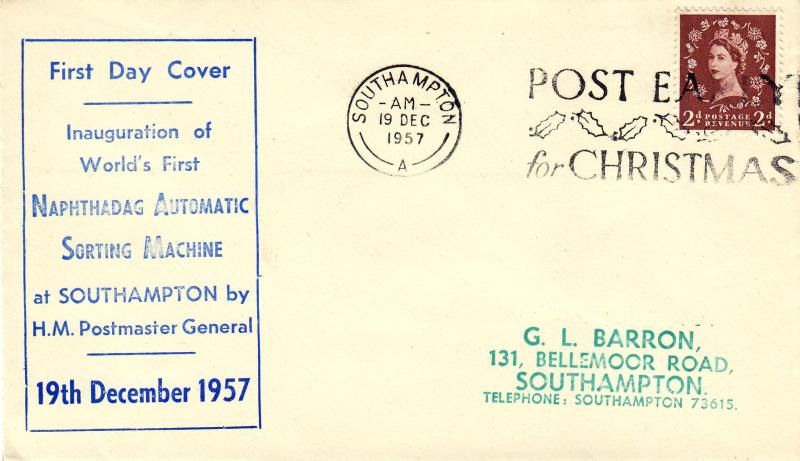 First Day Cover
Inauguration of
World's First
NAPHTHADAG AUTOMATIC
SORTING MACHINE
at SOUTHAMPTON by
H.M. Postmaster General
19th December 1957
SOUTHAMPTON
-AM-
19 DEC
1957
A
POST EA
for CHRISTMAS
2d POSTAGE REVENUE 2d
G. L. BARRON,
131, BELLEMOOR ROAD,
SOUTHAMPTON.
TELEPHONE: SOUTHAMPTON 73615.